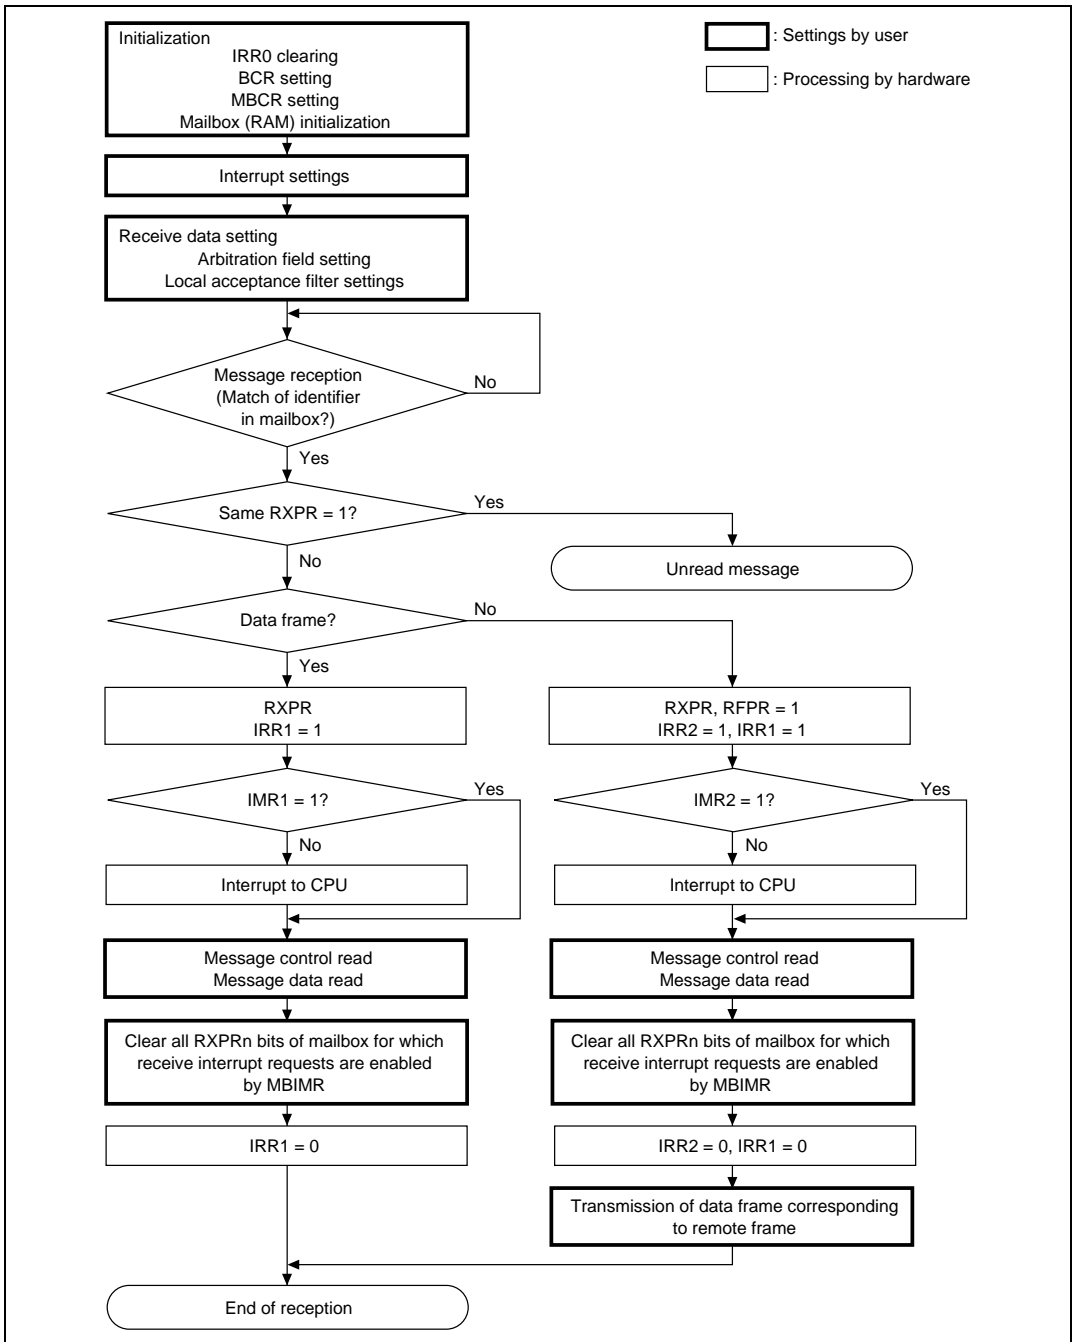 Initialization
IRR0 clearing
BCR setting
MBCR setting
Mailbox (RAM) initialization
: Settings by user
: Processing by hardware
Interrupt settings
Receive data setting
Arbitration field setting
Local acceptance filter settings
Message reception
(Match of identifier
in mailbox?)
No
Yes
Same RXPR = 1?
Yes
No
Unread message
Data frame?
No
Yes
RXPR
IRR1 = 1
RXPR, RFPR = 1
IRR2 = 1, IRR1 = 1
IMR1 = 1?
Yes
No
IMR2 = 1?
Yes
No
Interrupt to CPU
Interrupt to CPU
Message control read
Message data read
Message control read
Message data read
Clear all RXPRn bits of mailbox for which
receive interrupt requests are enabled
by MBIMR
Clear all RXPRn bits of mailbox for which
receive interrupt requests are enabled
by MBIMR
IRR1 = 0
IRR2 = 0, IRR1 = 0
Transmission of data frame corresponding
to remote frame
End of reception